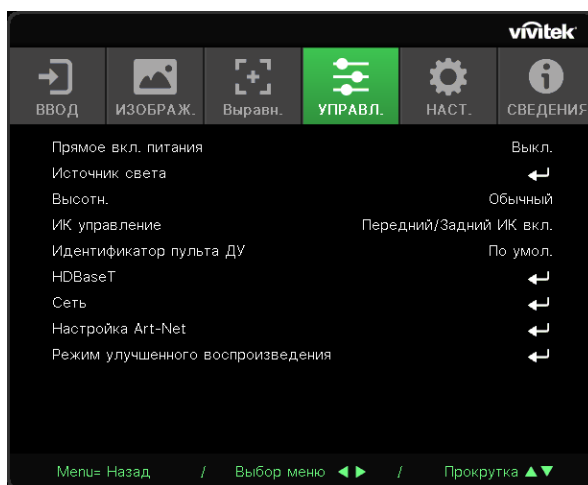 vivitek
ВВОД ИЗОБРАЖ. Выравн. УПРАВЛ. НАСТ. СВЕДЕНИЯ
Прямое вкл. питания Выкл.
Источник света
Высотн. Обычный
ИК управление Передний/Задний ИК вкл.
Идентификатор пульта ДУ По умол.
HDBaseT
Сеть
Настройка Art-Net
Режим улучшенного воспроизведения
Menu= Назад / Выбор меню ◀ ▶ / Прокрутка ▲▼